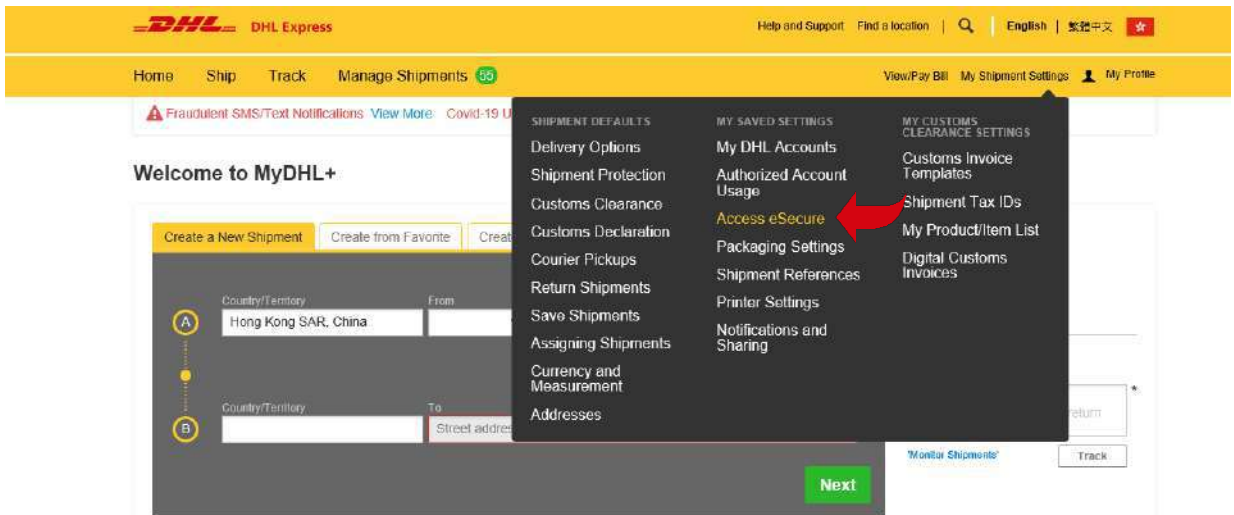 DHL DHL Express
Help and Support Find a location | English | 繁體中文
Home Ship Track Manage Shipments 55
View/Pay Bill My Shipment Settings My Profile
Fraudulent SMS/Text Notifications View More Covid-19 U
Welcome to MyDHL+
Create a New Shipment Create from Favorite Creat
Country/Territory From
A Hong Kong SAR, China
Country/Territory To
B Street addres
Next
SHIPMENT DEFAULTS
Delivery Options
Shipment Protection
Customs Clearance
Customs Declaration
Courier Pickups
Return Shipments
Save Shipments
Assigning Shipments
Currency and
Measurement
Addresses
MY SAVED SETTINGS
My DHL Accounts
Authorized Account
Usage
Access eSecure
Packaging Settings
Shipment References
Printer Settings
Notifications and
Sharing
MY CUSTOMS
CLEARANCE SETTINGS
Customs Invoice
Templates
Shipment Tax IDs
My Product/Item List
Digital Customs
Invoices
*
return
'Monitor Shipments' Track